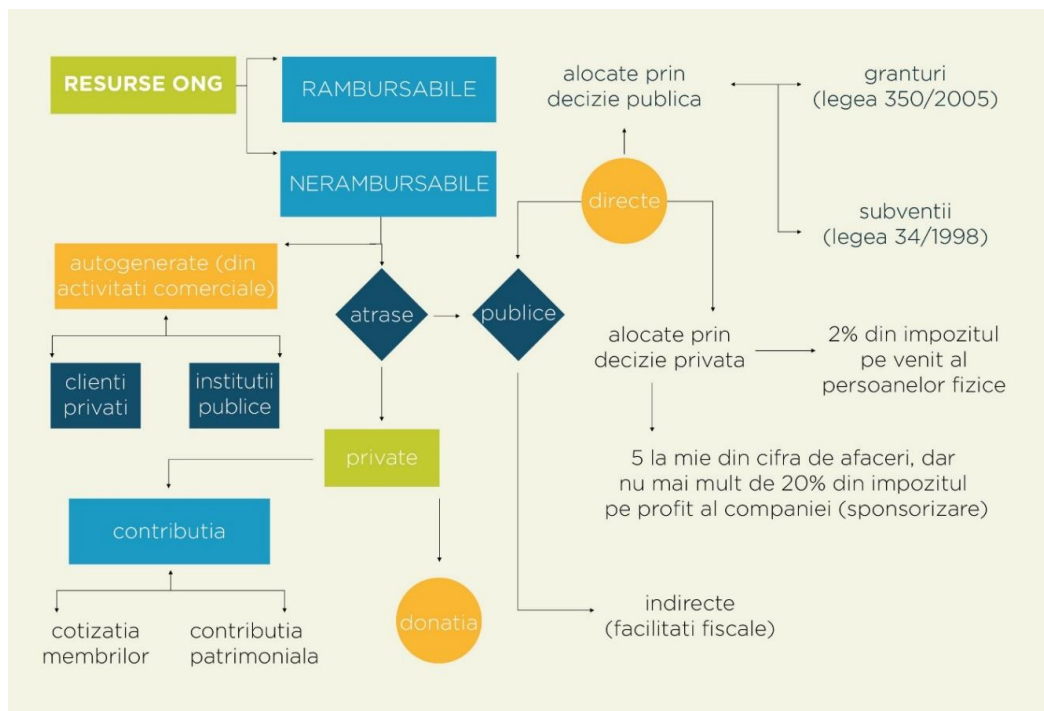 RESURSE ONG
RAMBURSABILE
NERAMBURSABILE
autogenerate (din
activitati comerciale)
clienti
privati
institutii
publice
atrase
publice
private
contributia
cotizatia
membrilor
contributia
patrimoniala
donatia
directe
alocate prin
decizie publica
granturi
(legea 350/2005)
subventii
(legea 34/1998)
alocate prin
decizie privata
2% din impozitul
pe venit al
persoanelor fizice
5 la mie din cifra de afaceri, dar
nu mai mult de 20% din impozitul
pe profit al companiei (sponsorizare)
indirecte
(facilitati fiscale)